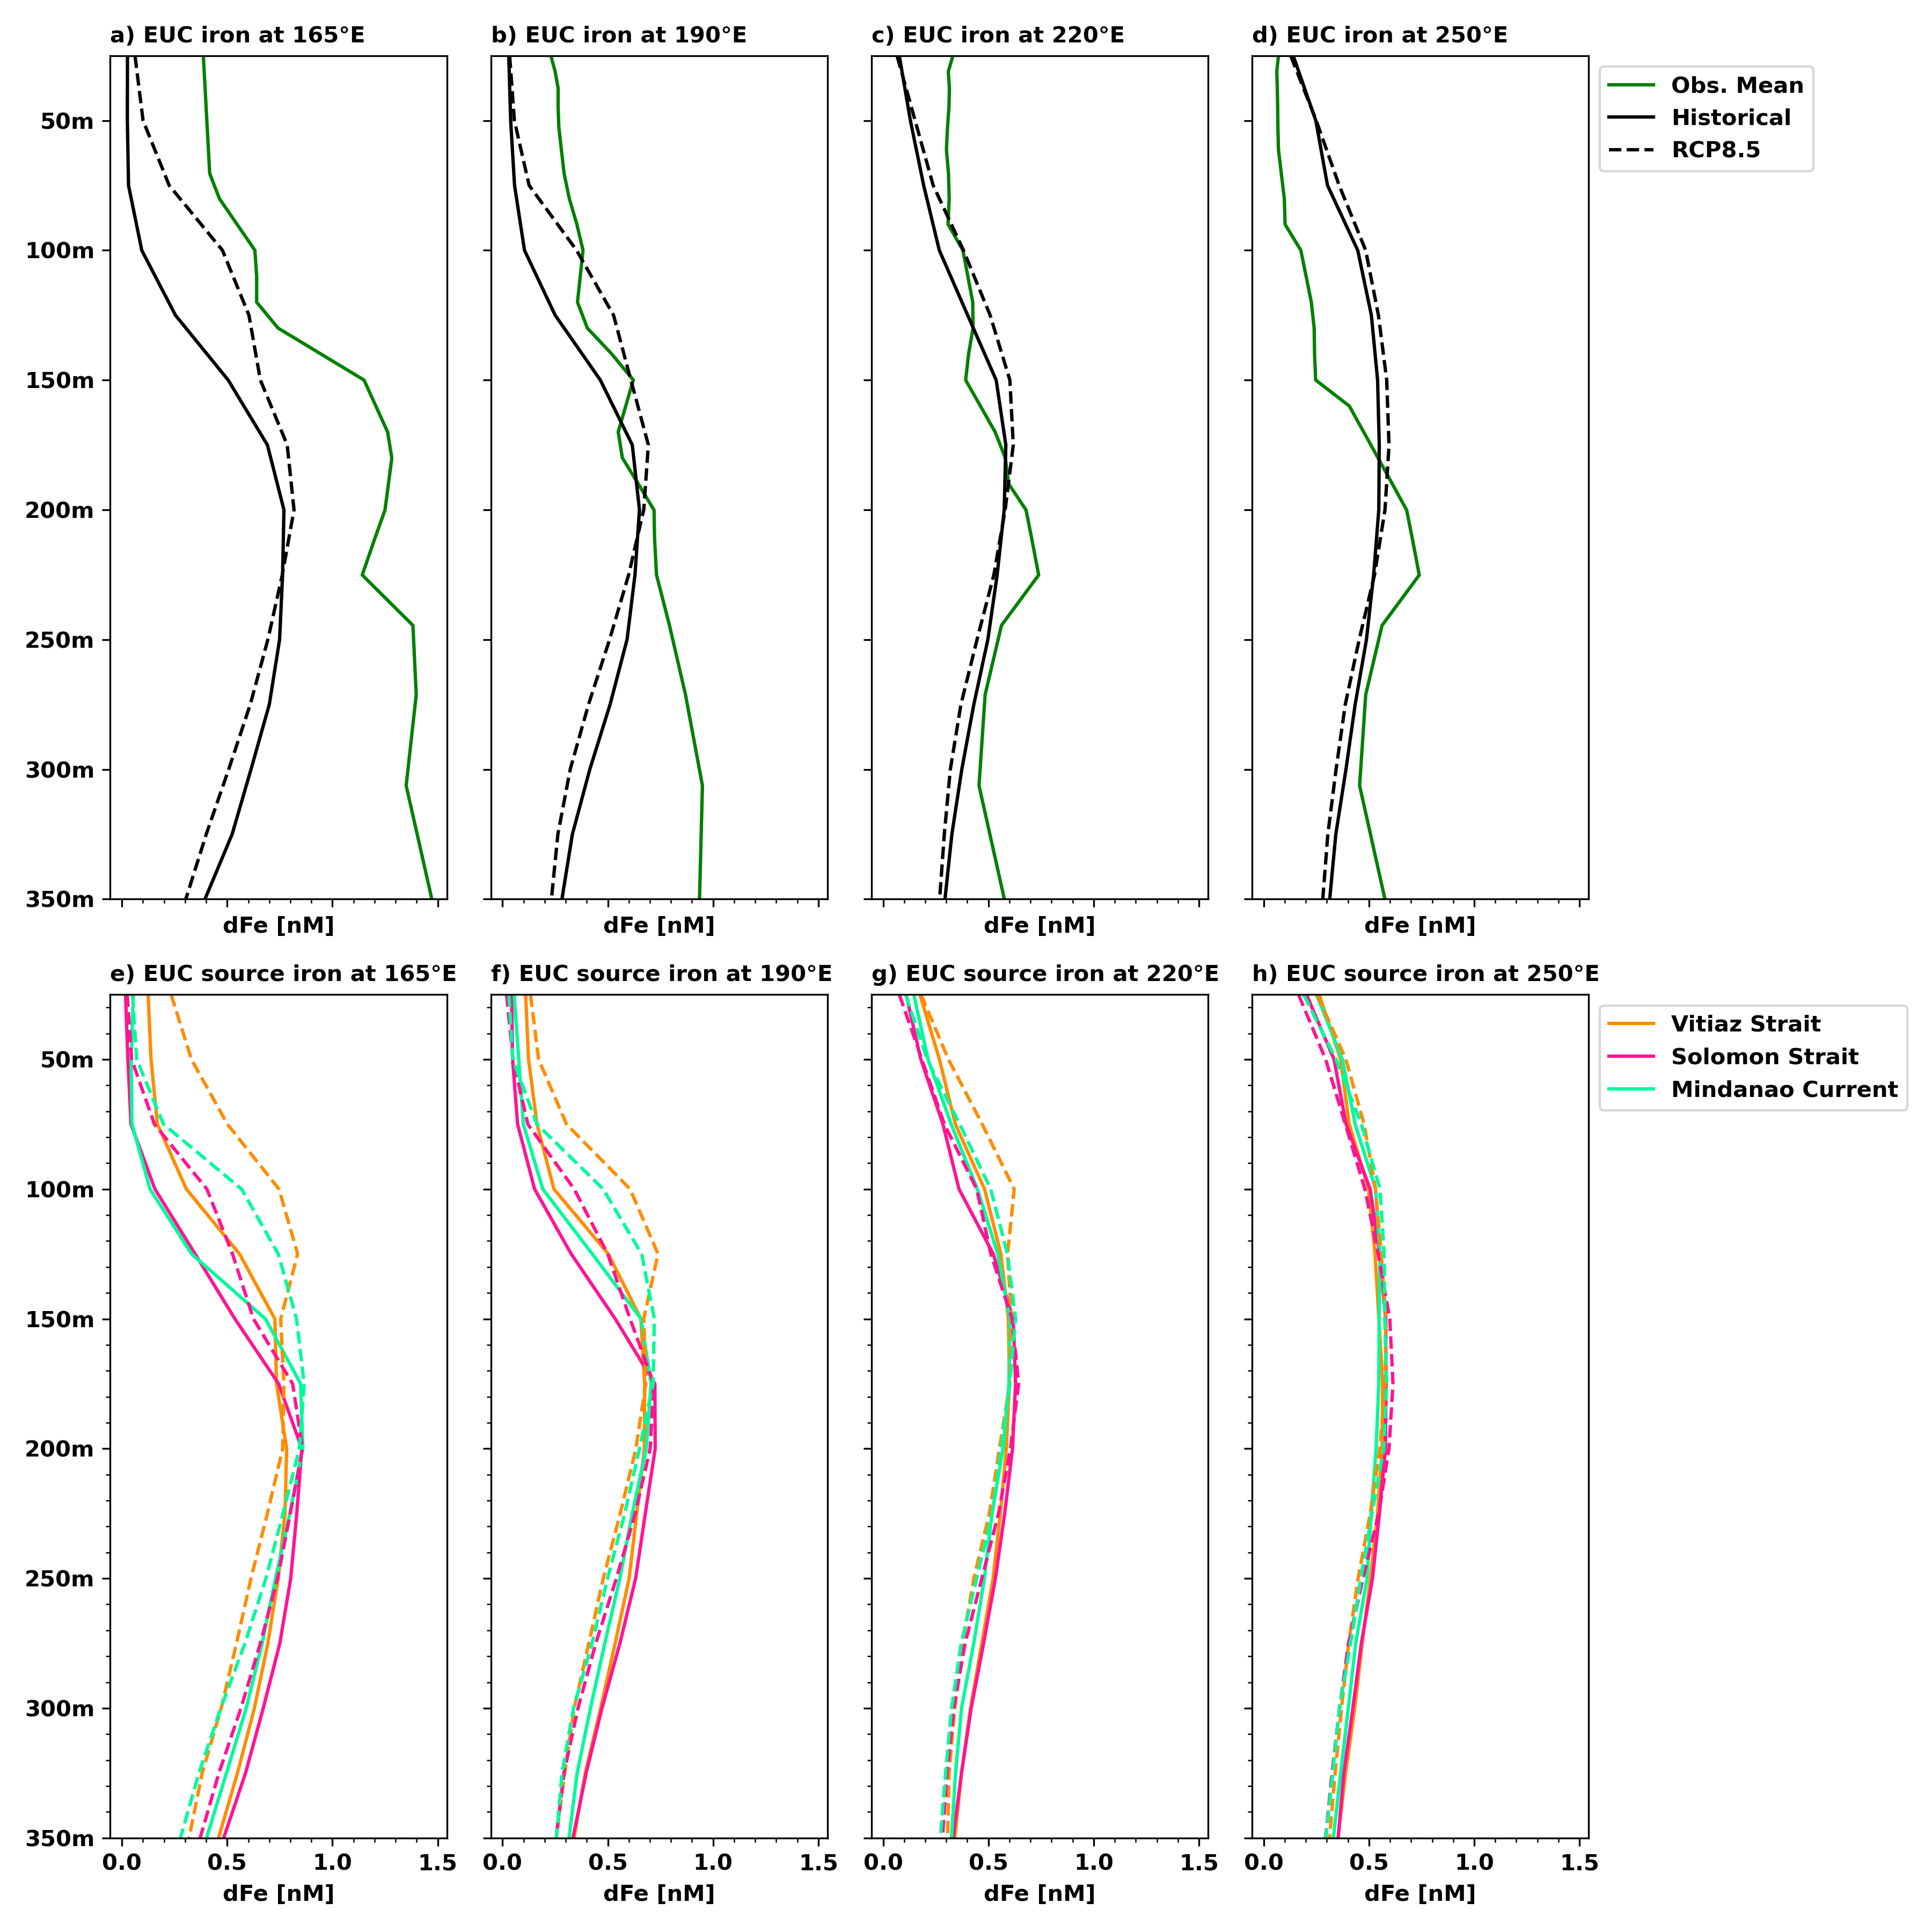 a) EUC iron at 165°E
b) EUC iron at 190°E
c) EUC iron at 220°E
d) EUC iron at 250°E
Obs. Mean
Historical
RCP8.5
50m
100m
150m
200m
250m
300m
350m
dFe [nM]
dFe [nM]
dFe [nM]
dFe [nM]
e) EUC source iron at 165°E
f) EUC source iron at 190°E
g) EUC source iron at 220°E
h) EUC source iron at 250°E
Vitiaz Strait
Solomon Strait
Mindanao Current
50m
100m
150m
200m
250m
300m
350m
0.0 0.5 1.0 1.5
0.0 0.5 1.0 1.5
0.0 0.5 1.0 1.5
0.0 0.5 1.0 1.5
dFe [nM]
dFe [nM]
dFe [nM]
dFe [nM]